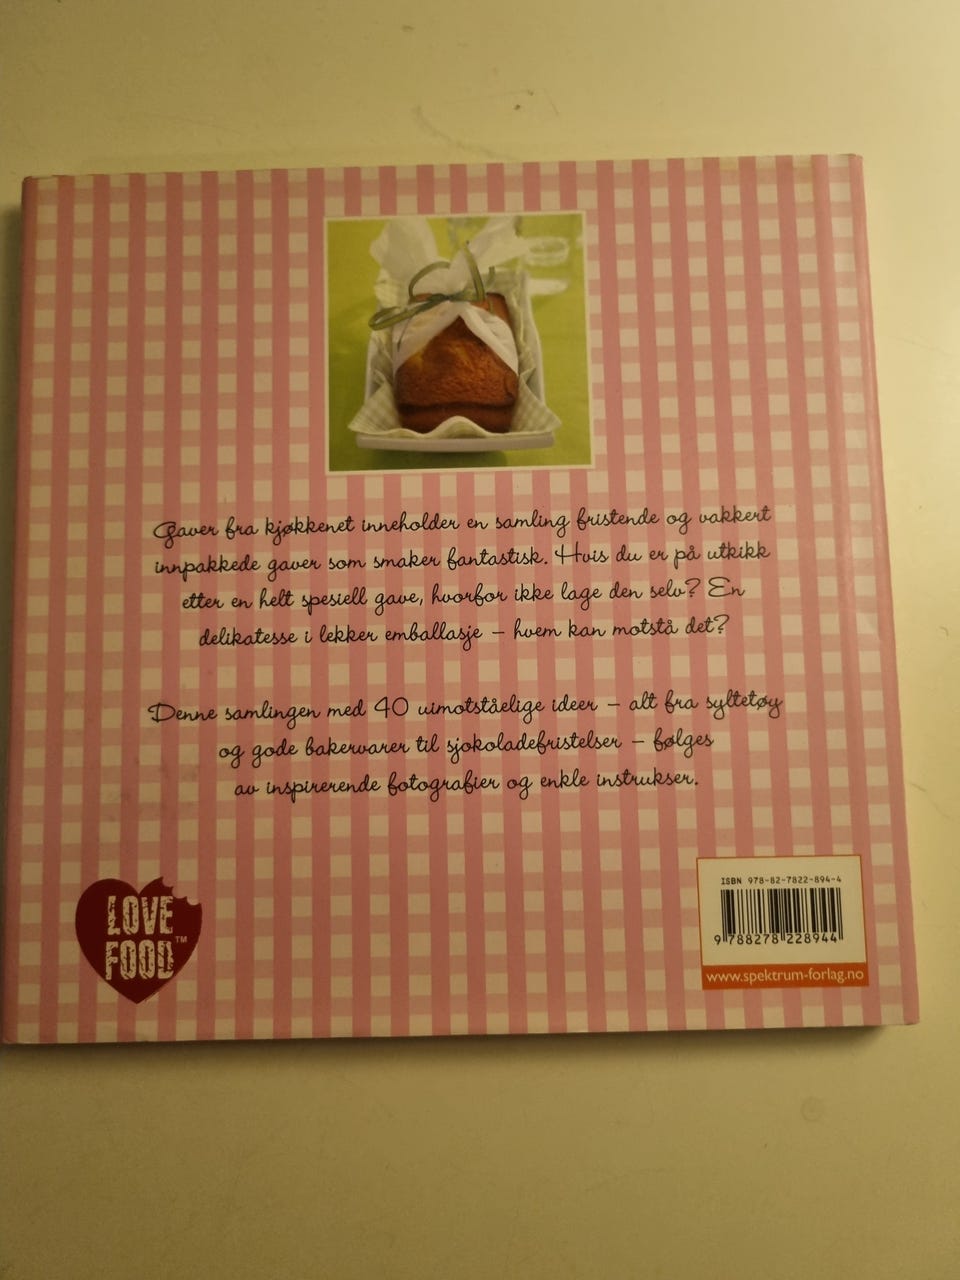 Gaver fra kjøkkenet inneholder en samling fristende og vakkert
innpakkede gaver som smaker fantastisk. Hvis du er på utkikk
etter en helt spesiell gave, hvorfor ikke lage den selv? En
delikatesse i lekker emballasje – hvem kan motstå det?
Denne samlingen med 40 uimotståelige ideer – alt fra syltetøy
og gode bakervarer til sjokoladefristelser – følges
av inspirerende fotografier og enkle instrukser.
LOVE
FOOD™
ISBN 978-82-7822-894-4
9 788278 228944
www.spektrum-forlag.no